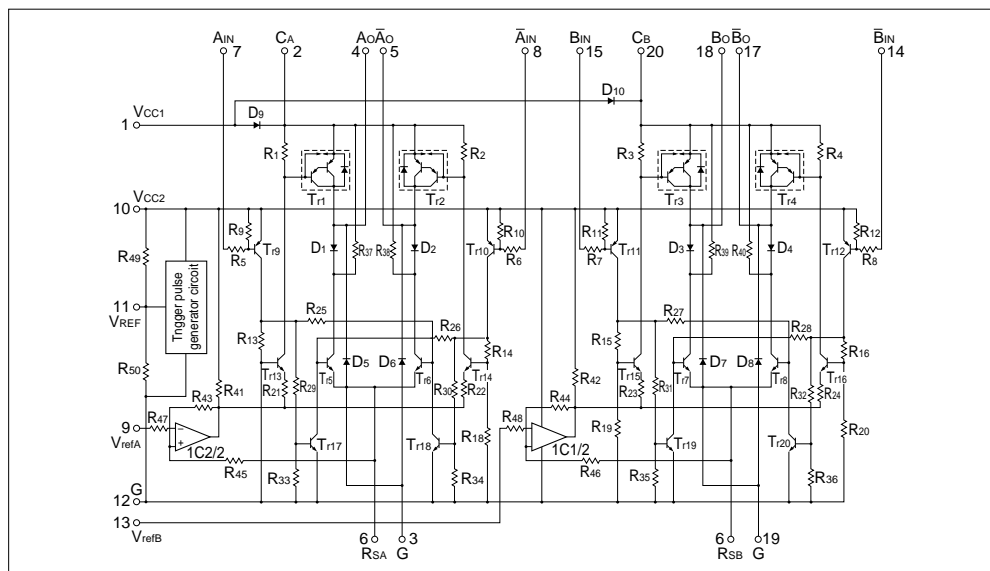 AIN CA AO ĀO ĀIN BIN CB BO B̄O B̄IN
7 2 4 5 8 15 20 18 17 14
D10
VCC1 D9
1
R1 R2 R3 R4
Tr1 Tr2 Tr3 Tr4
VCC2
10
R9 R10 R11 R12
R49 R5 Tr9 D1 R37 R38 D2 Tr10 R6 R7 Tr11 D3 R39 R40 D4 Tr12 R8
11
VREF
Tngger pulse
generator circoit
R25 R26 R27 R28
R13 R14 R15 R16
R50 Tr13 Tr5 D5 D6 Tr6 Tr14 Tr15 Tr7 D7 D8 Tr8 Tr16
R43 R41 R21 R29 R30 R22 R44 R42 R23 R31 R32 R24
9 R47 R48
VrefA
− +
1C2/2 Tr17 Tr18 R18 − + 1C1/2 R19 Tr19 Tr20 R20
R45 R33 R34 R46 R35 R36
G
12
13
VrefB
6 3 6 19
RSA G RSB G